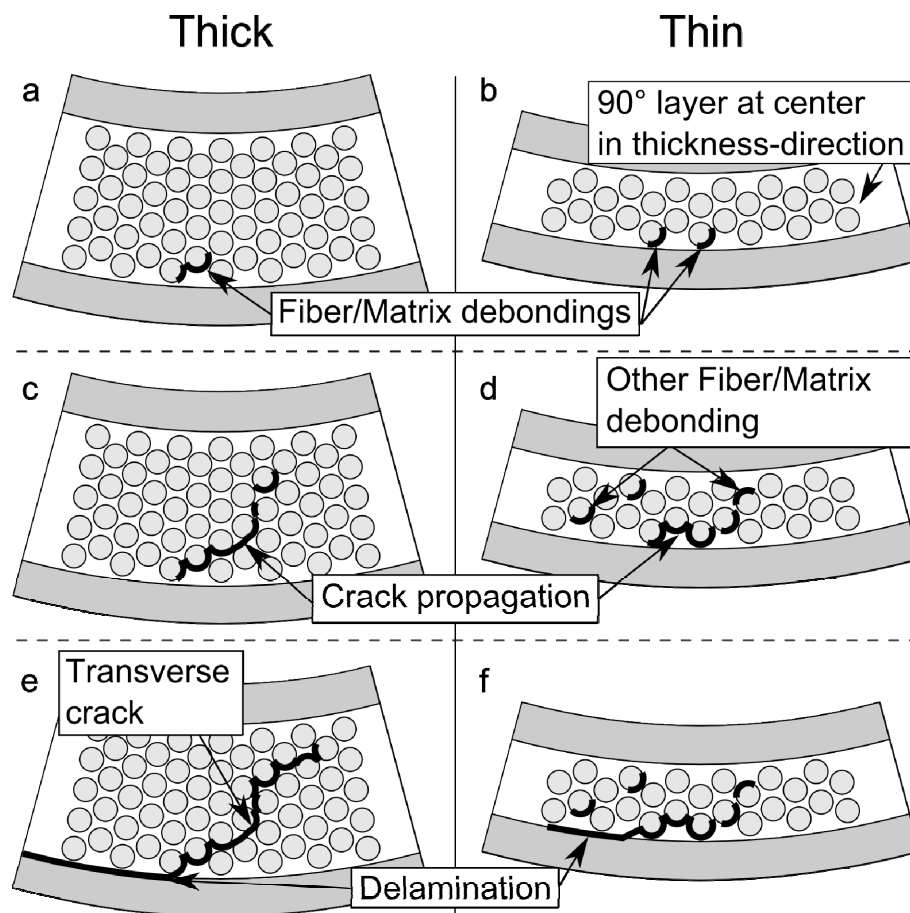 Thick
Thin
a
b
90° layer at center
in thickness-direction
Fiber/Matrix debondings
c
d
Other Fiber/Matrix
debonding
Crack propagation
e
Transverse
crack
f
Delamination